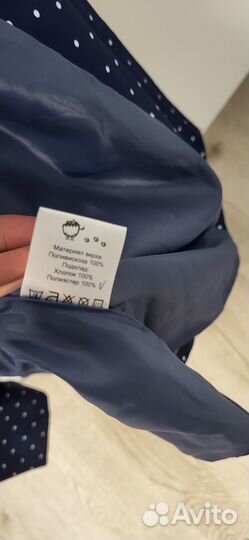 Материал верха:
Поливискоза 100%
Подклад:
Хлопок 100%
Полиэстер 100% √
Avito